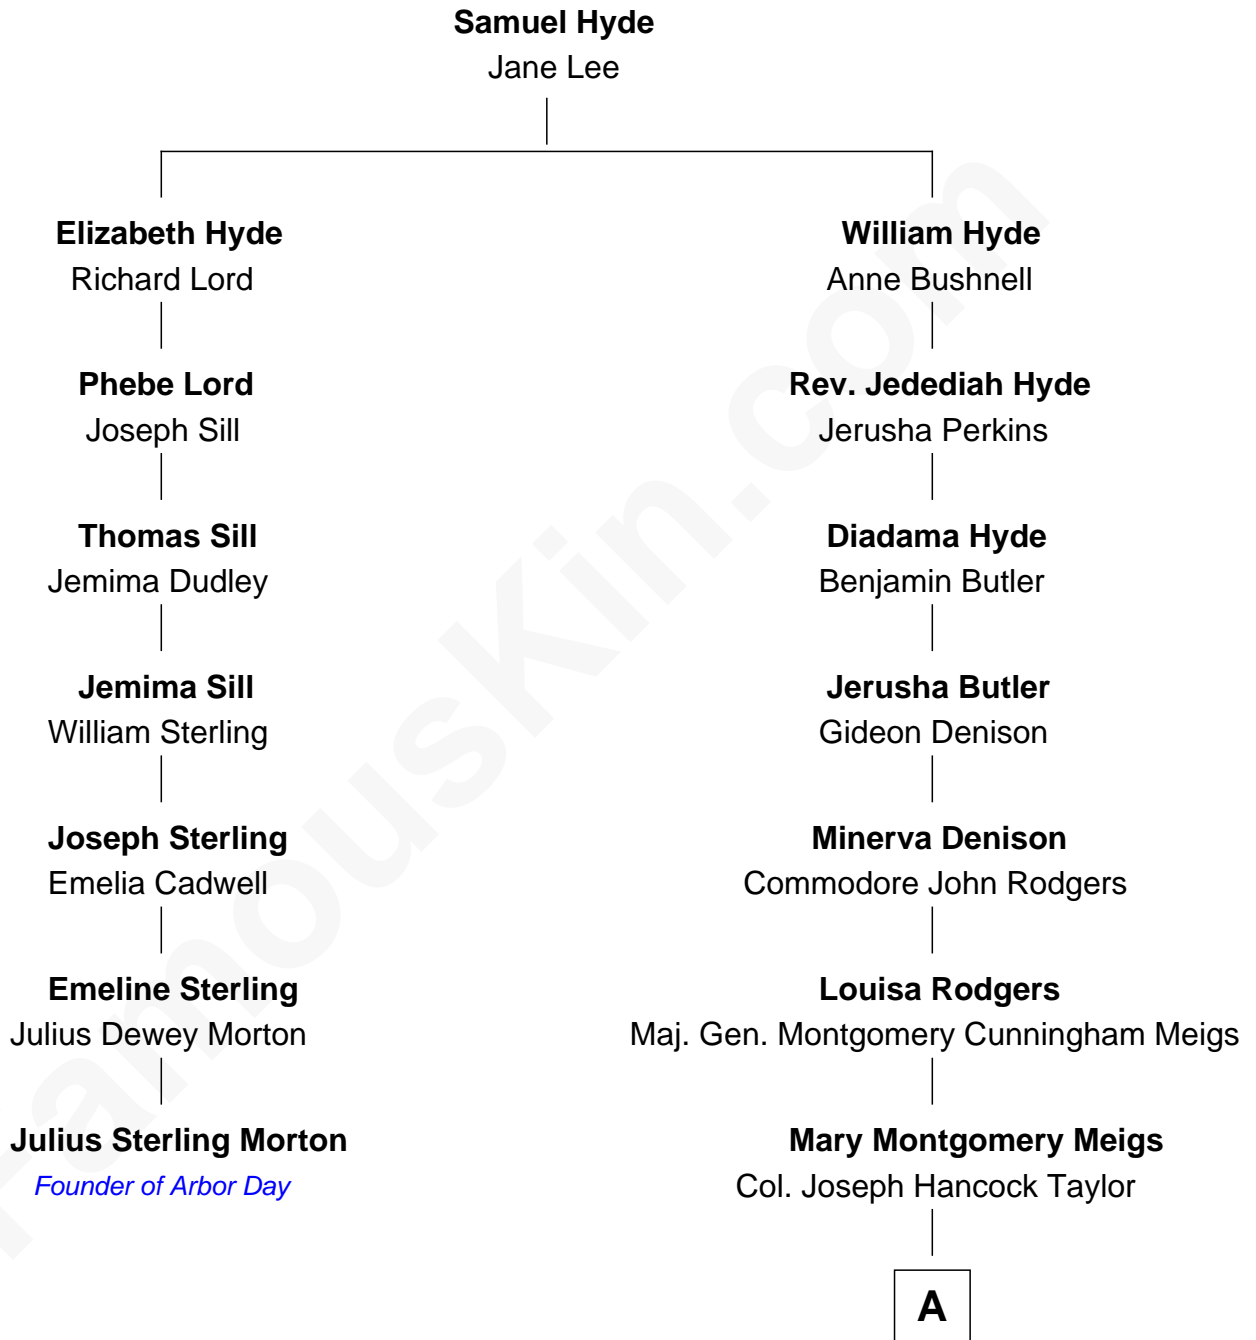 Samuel Hyde
Jane Lee
Elizabeth Hyde
Richard Lord
Phebe Lord
Joseph Sill
Thomas Sill
Jemima Dudley
Jemima Sill
William Sterling
Joseph Sterling
Emelia Cadwell
Emeline Sterling
Julius Dewey Morton
Julius Sterling Morton
Founder of Arbor Day
William Hyde
Anne Bushnell
Rev. Jedediah Hyde
Jerusha Perkins
Diadama Hyde
Benjamin Butler
Jerusha Butler
Gideon Denison
Minerva Denison
Commodore John Rodgers
Louisa Rodgers
Maj. Gen. Montgomery Cunningham Meigs
Mary Montgomery Meigs
Col. Joseph Hancock Taylor
A
FamousKin.com